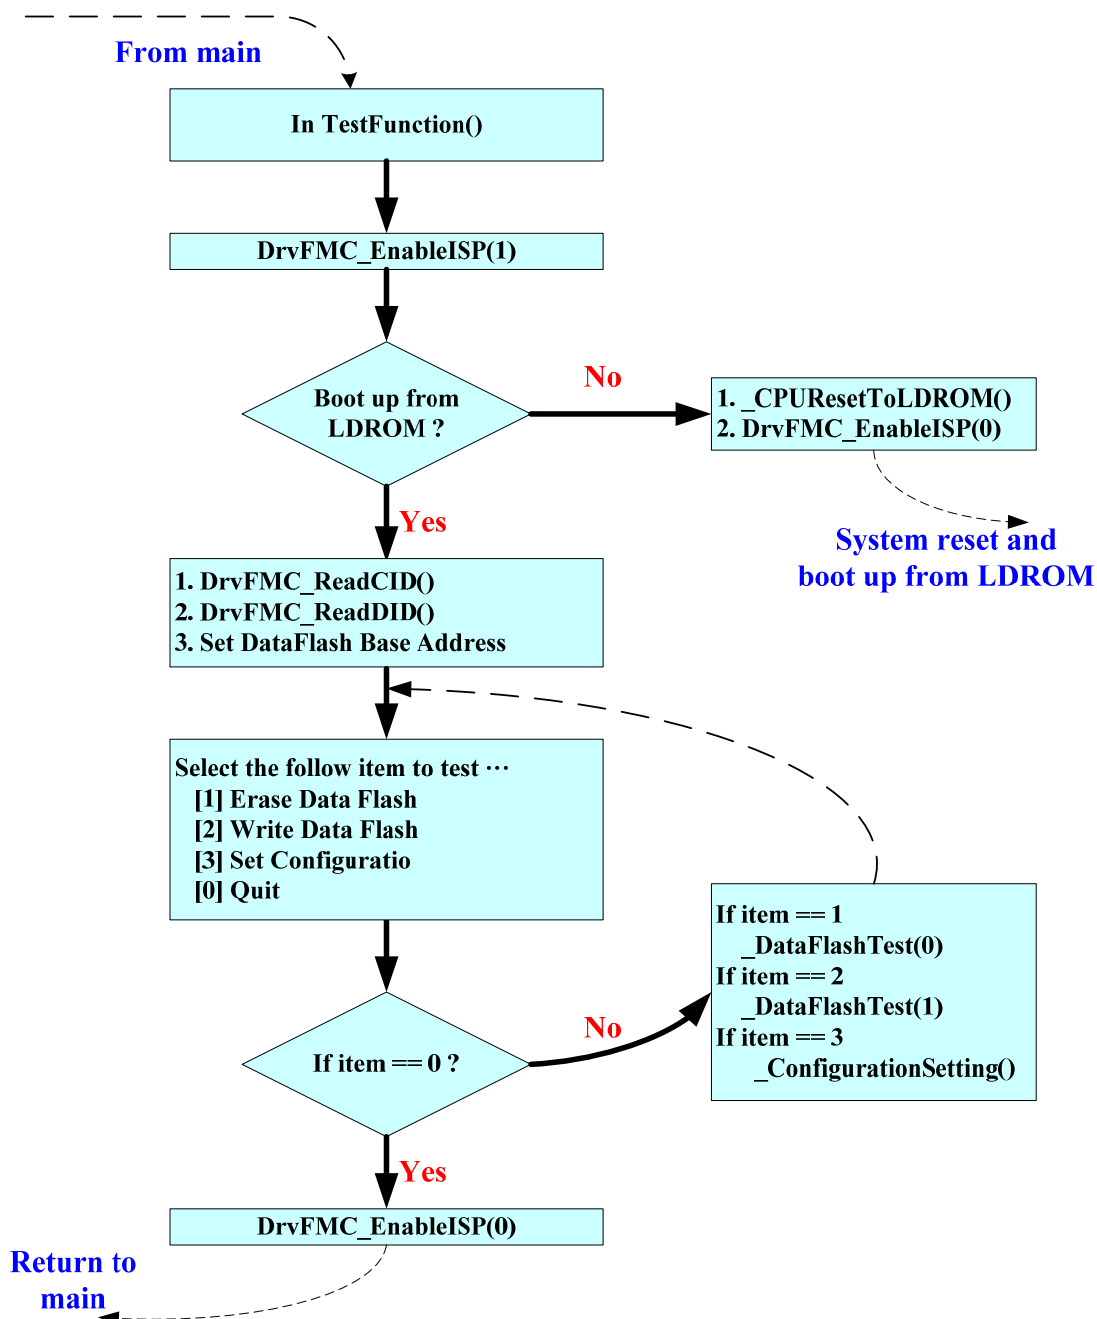 From main
In TestFunction()
DrvFMC_EnableISP(1)
Boot up from
LDROM ?
No
1. _CPUResetToLDROM()
2. DrvFMC_EnableISP(0)
System reset and
boot up from LDROM
Yes
1. DrvFMC_ReadCID()
2. DrvFMC_ReadDID()
3. Set DataFlash Base Address
Select the follow item to test ⋯
[1] Erase Data Flash
[2] Write Data Flash
[3] Set Configuratio
[0] Quit
If item == 1
_DataFlashTest(0)
If item == 2
_DataFlashTest(1)
If item == 3
_ConfigurationSetting()
No
If item == 0 ?
Yes
DrvFMC_EnableISP(0)
Return to
main